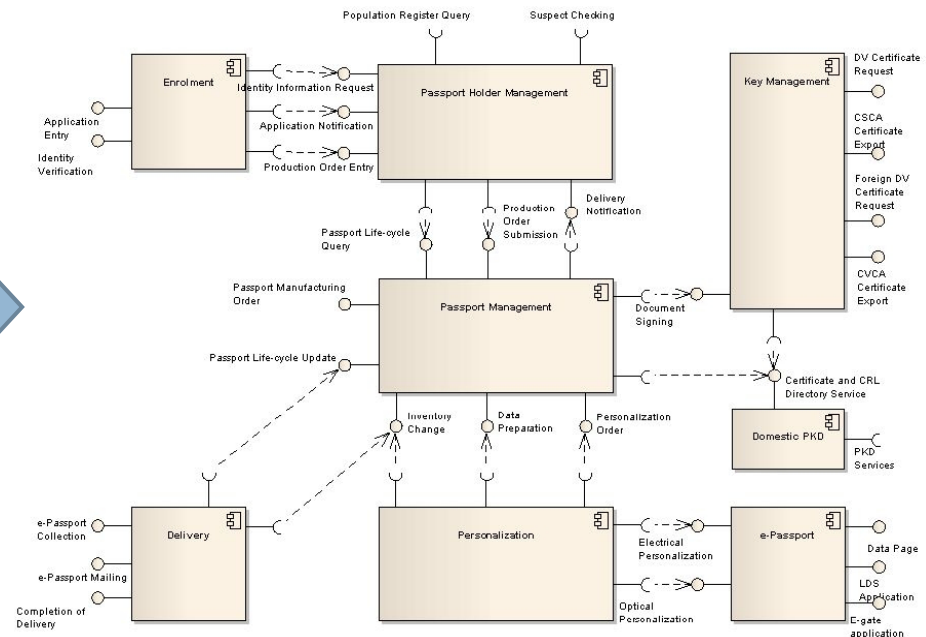 Population Register Query
Suspect Checking
Enrolment
Passport Holder Management
Key Management
DV Certificate
Request
Identity Information Request
Application
Entry
Application Notification
CSCA
Certificate
Export
Identity
Verification
Production Order Entry
Foreign DV
Certificate
Request
Passport Life-cycle
Query
Production
Order
Submission
Delivery
Notification
CVCA
Certificate
Export
Passport Manufacturing
Order
Passport Management
Document
Signing
Passport Life-cycle Update
Certificate and CRL
Directory Service
Inventory
Change
Data
Preparation
Personalization
Order
Domestic PKD
PKD
Services
e-Passport
Collection
Delivery
Personalization
Electrical
Personalization
e-Passport
Data Page
e-Passport Mailing
LDS
Application
Completion of
Delivery
Optical
Personalization
E-gate
application